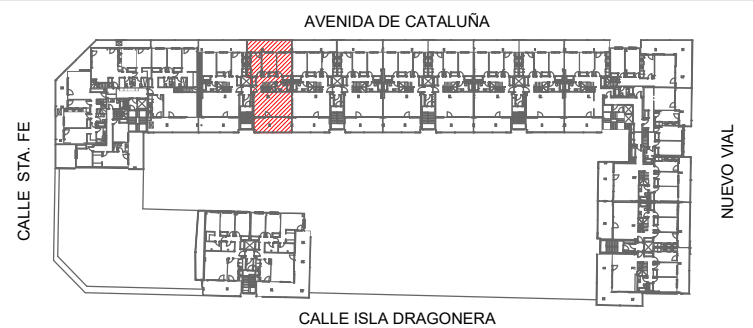 AVENIDA DE CATALUÑA
CALLE STA. FE
NUEVO VIAL
CALLE ISLA DRAGONERA